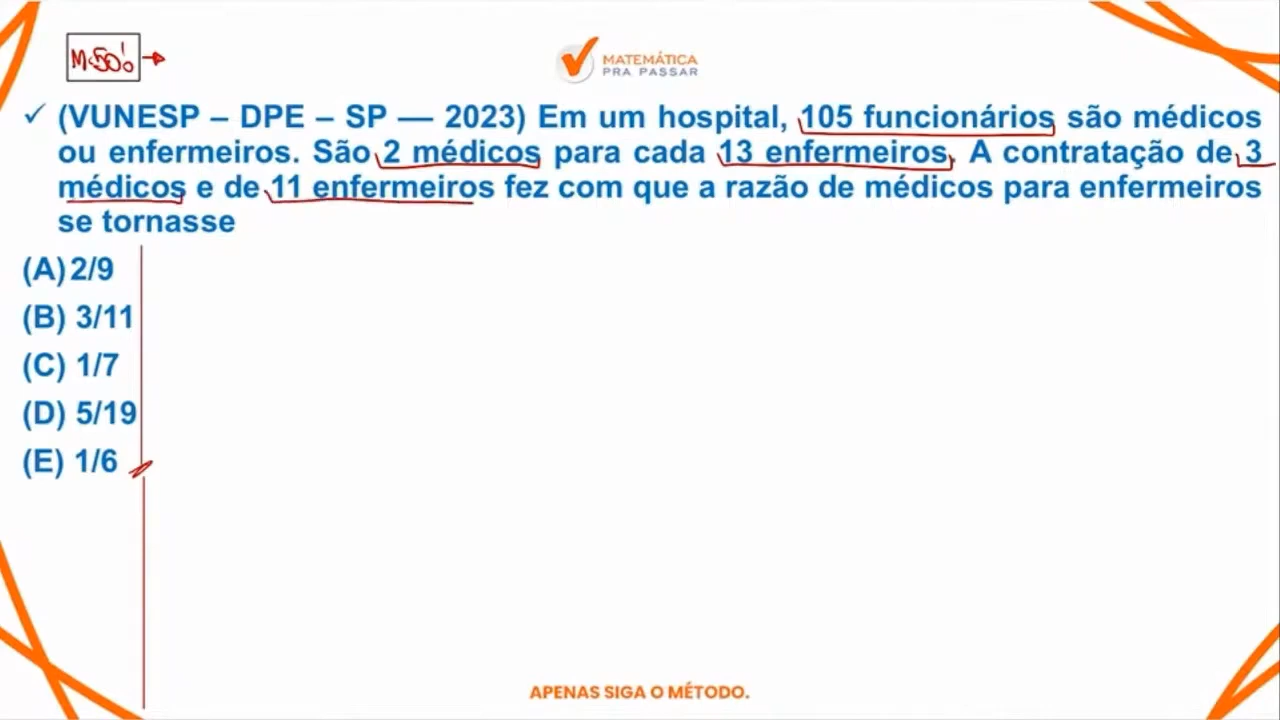 M.50%
MATEMÁTICA
PRA PASSAR
(VUNESP – DPE – SP — 2023) Em um hospital, 105 funcionários são médicos
ou enfermeiros. São 2 médicos para cada 13 enfermeiros. A contratação de 3
médicos e de 11 enfermeiros fez com que a razão de médicos para enfermeiros
se tornasse
(A) 2/9
(B) 3/11
(C) 1/7
(D) 5/19
(E) 1/6
APENAS SIGA O MÉTODO.